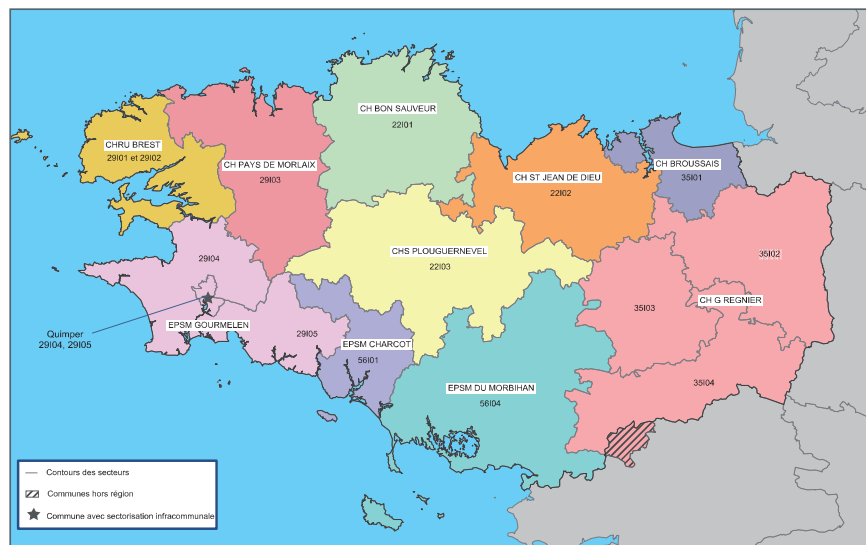 CH BON SAUVEUR
22I01
CHRU BREST
29I01 et 29I02
CH PAYS DE MORLAIX
29I03
CH ST JEAN DE DIEU
22I02
CH BROUSSAIS
35I01
CHS PLOUGUERNEVEL
22I03
29I04
35I02
35I03
CH G REGNIER
Quimper
29I04, 29I05
EPSM GOURMELEN
29I05
EPSM CHARCOT
56I01
EPSM DU MORBIHAN
56I04
35I04
Contours des secteurs
Communes hors région
Commune avec sectorisation infracommunale